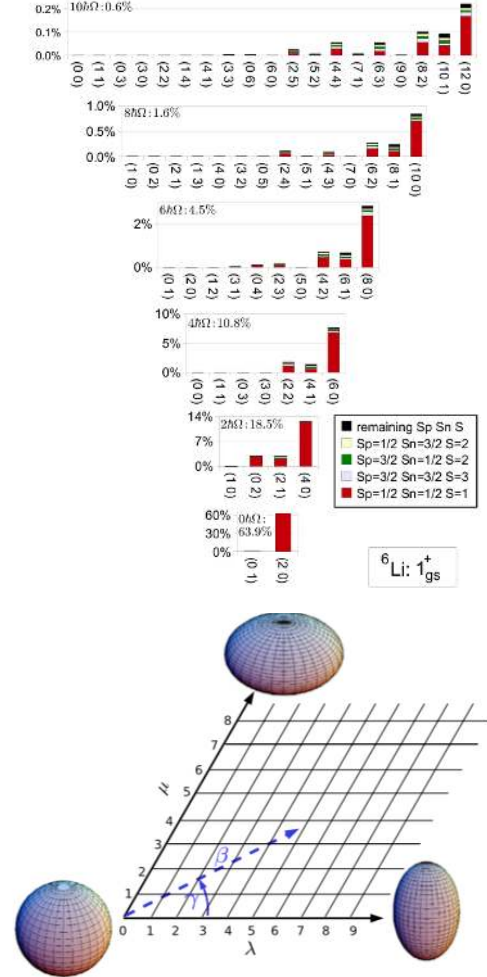 0.2%
10ħΩ:0.6%
0.1%
0.0%
(0 0) (1 1) (0 3) (3 0) (2 2) (1 4) (4 1) (3 3) (0 6) (6 0) (2 5) (5 2) (4 4) (7 1) (6 3) (9 0) (8 2) (10 1) (12 0)
1.0%
8ħΩ:1.6%
0.5%
0.0%
(1 0) (0 2) (2 1) (1 3) (4 0) (3 2) (0 5) (2 4) (5 1) (4 3) (7 0) (6 2) (8 1) (10 0)
6ħΩ:4.5%
2%
0%
(0 1) (2 0) (1 2) (3 1) (0 4) (2 3) (5 0) (4 2) (6 1) (8 0)
10%
4ħΩ:10.8%
5%
0%
(0 0) (1 1) (0 3) (3 0) (2 2) (4 1) (6 0)
14%
2ħΩ:18.5%
7%
0%
(1 0) (0 2) (2 1) (4 0)
remaining Sp Sn S
Sp=1/2 Sn=3/2 S=2
Sp=3/2 Sn=1/2 S=2
Sp=3/2 Sn=3/2 S=3
Sp=1/2 Sn=1/2 S=1
60%
0ħΩ:
63.9%
30%
0%
(0 1) (2 0)
⁶Li: 1⁺gs
8
7
6
5
μ
4
3
2
1
β
γ
0 1 2 3 4 5 6 7 8 9
λ